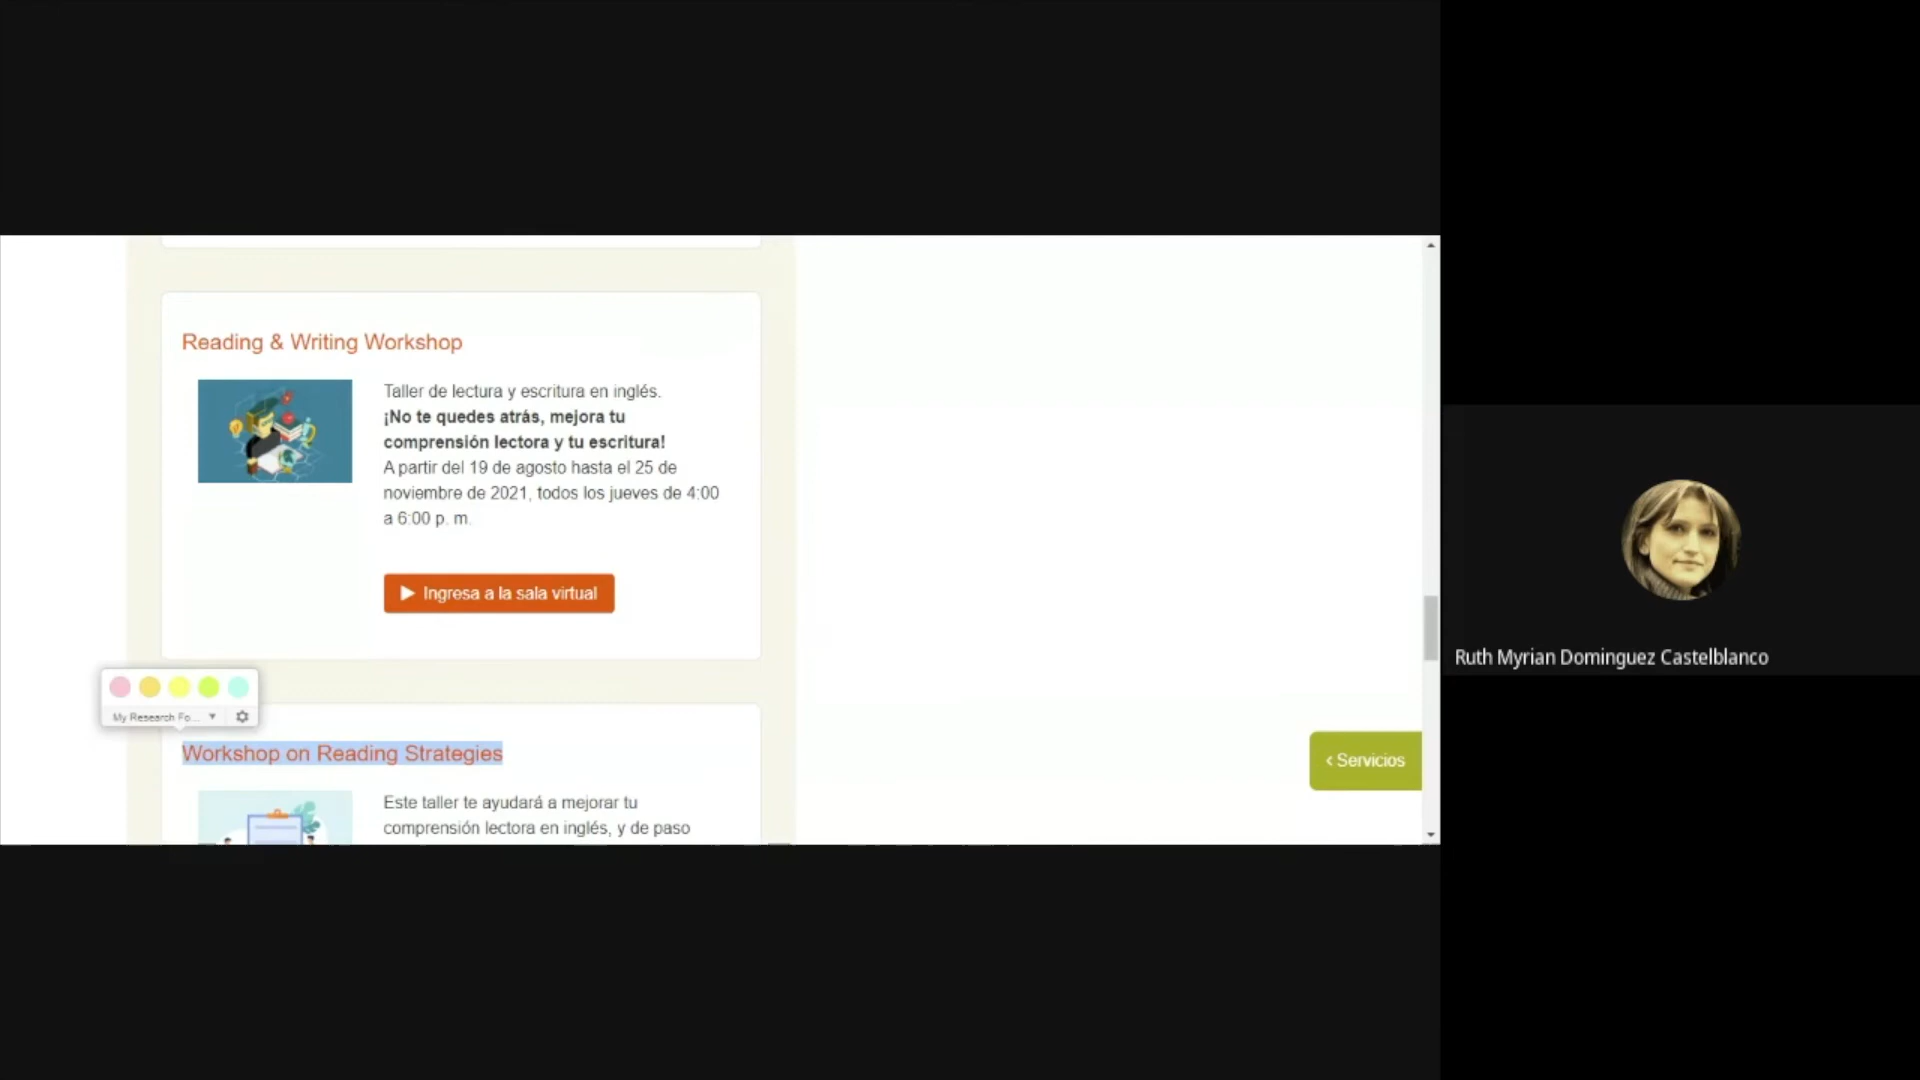 Reading & Writing Workshop
Taller de lectura y escritura en inglés.
¡No te quedes atrás, mejora tu
comprensión lectora y tu escritura!
A partir del 19 de agosto hasta el 25 de
noviembre de 2021, todos los jueves de 4:00
a 6:00 p. m.
Ingresa a la sala virtual
My Research Fo...
Workshop on Reading Strategies
Este taller te ayudará a mejorar tu
comprensión lectora en inglés, y de paso
‹ Servicios
Ruth Myrian Dominguez Castelblanco